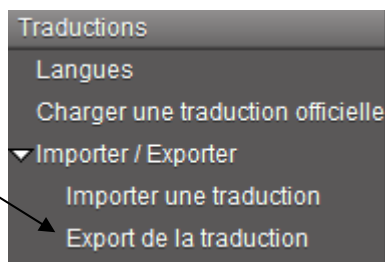 Traductions
Langues
Charger une traduction officielle
Importer / Exporter
Importer une traduction
Export de la traduction